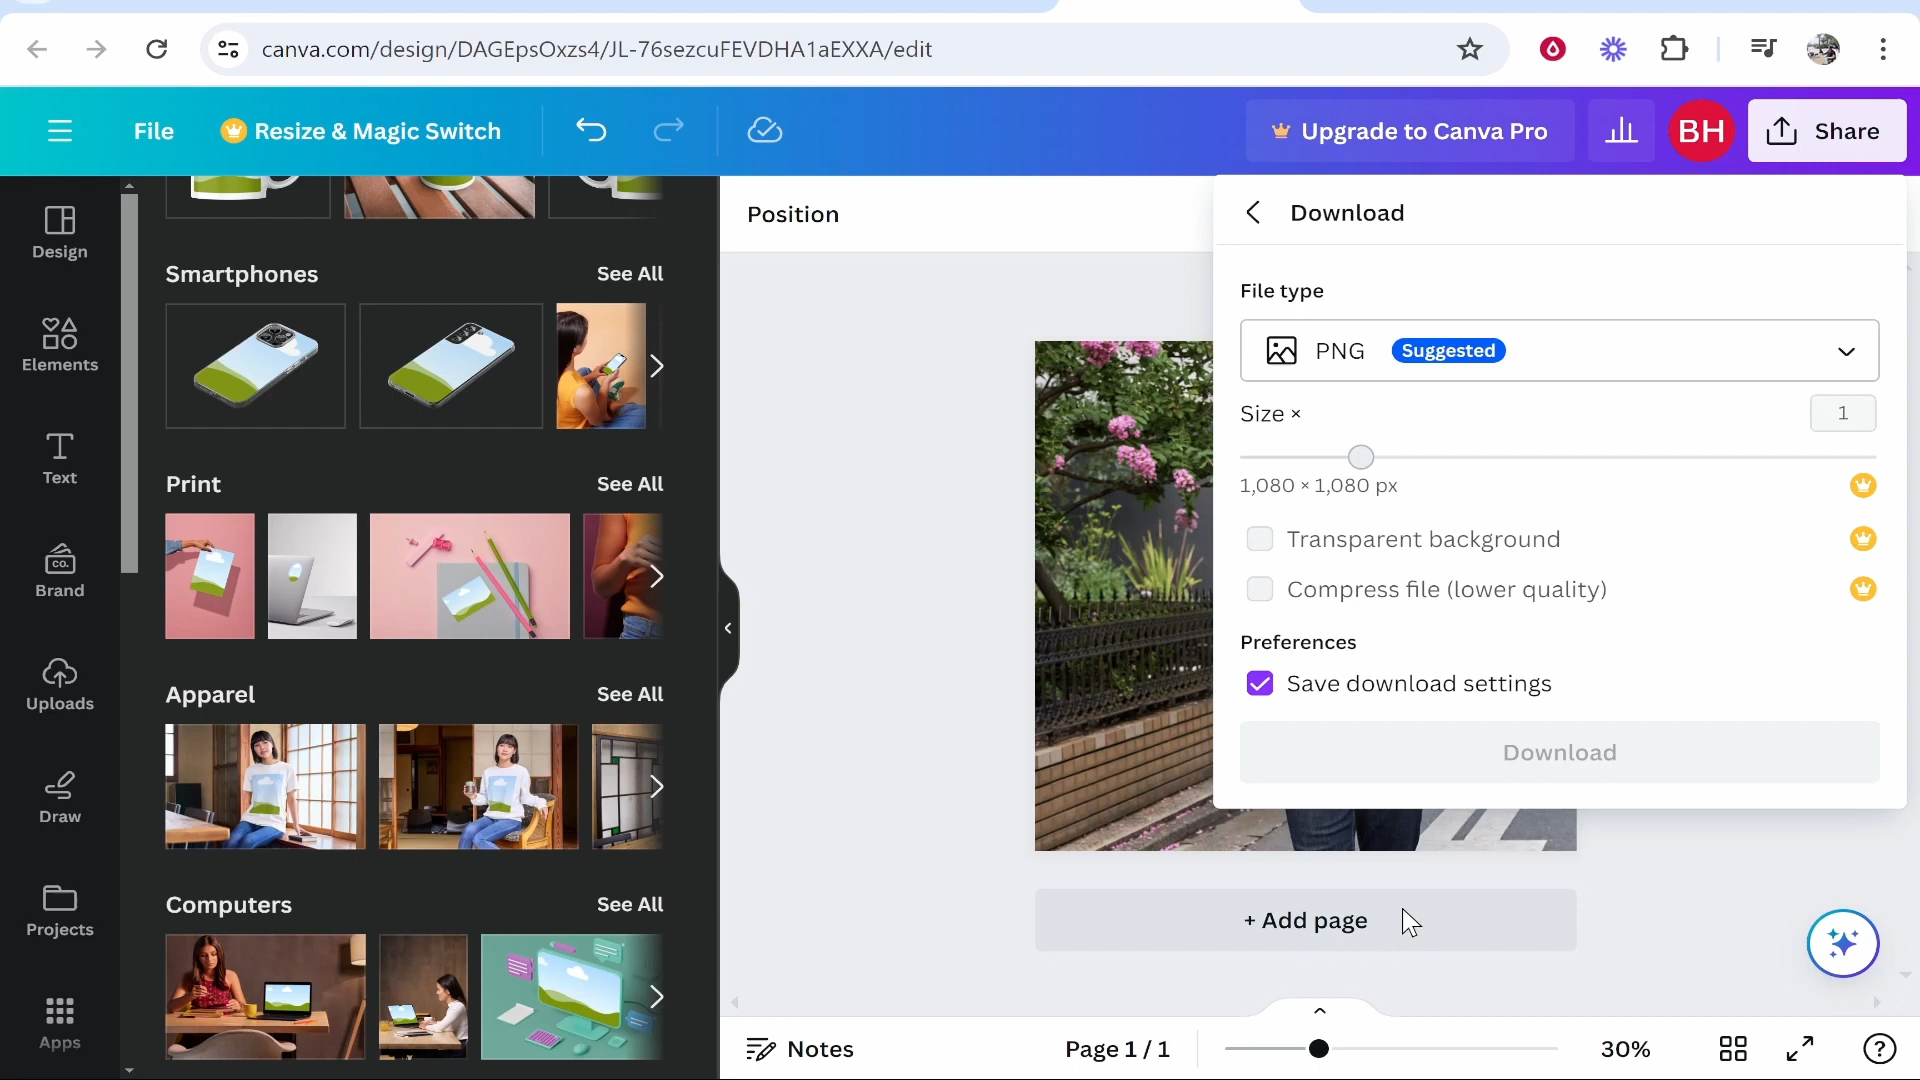 canva.com/design/DAGEpsOxzs4/JL-76sezcuFEVDHA1aEXXA/edit
File
Resize & Magic Switch
Upgrade to Canva Pro
BH
Share
Design
Elements
Text
CO.
Brand
Uploads
Draw
Projects
Apps
Smartphones
See All
Print
See All
Apparel
See All
Computers
See All
Position
Download
File type
PNG
Suggested
Size ×
1
1,080 × 1,080 px
Transparent background
Compress file (lower quality)
Preferences
Save download settings
Download
+ Add page
Notes
Page 1 / 1
30%